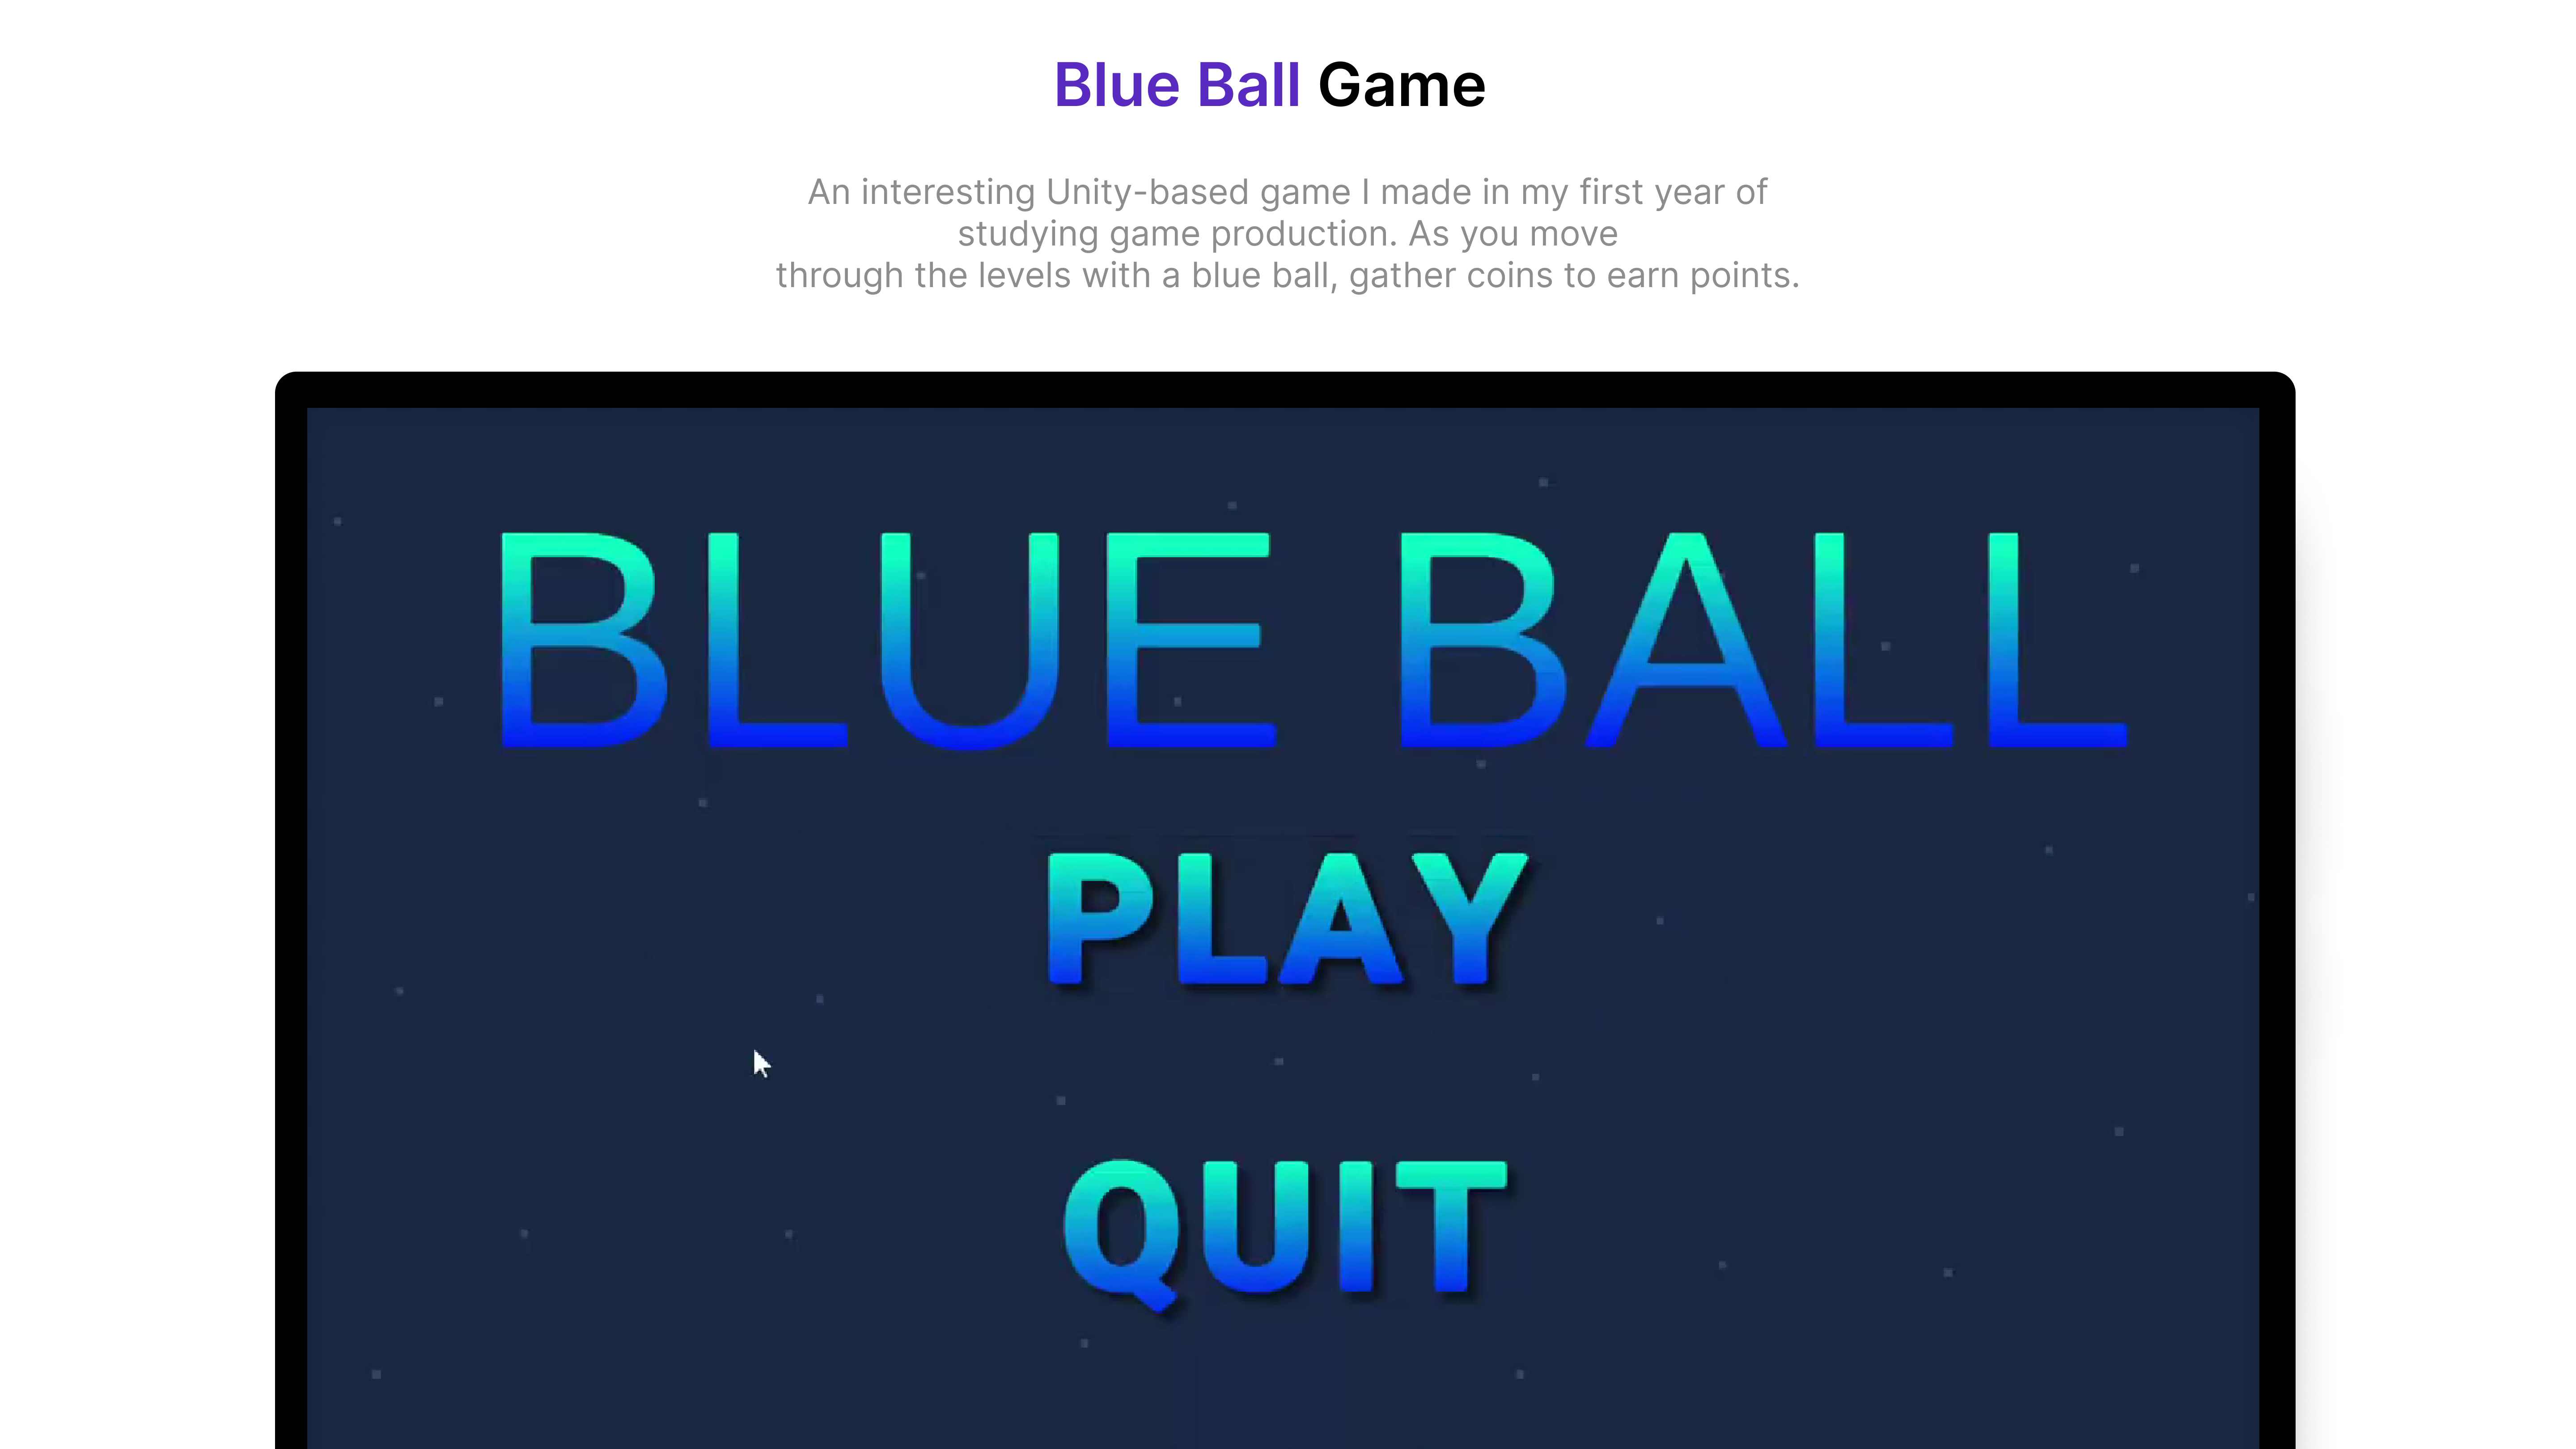 Blue Ball Game
An interesting Unity-based game I made in my first year of
studying game production. As you move
through the levels with a blue ball, gather coins to earn points.
BLUE BALL
PLAY
QUIT